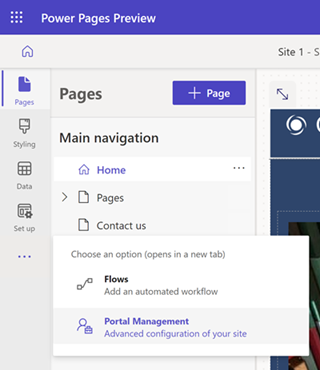 Power Pages Preview
Site 1 - S
Pages
Styling
Data
Set up
Pages
+ Page
Main navigation
Home
Pages
Contact us
Choose an option (opens in a new tab)
Flows
Add an automated workflow
Portal Management
Advanced configuration of your site